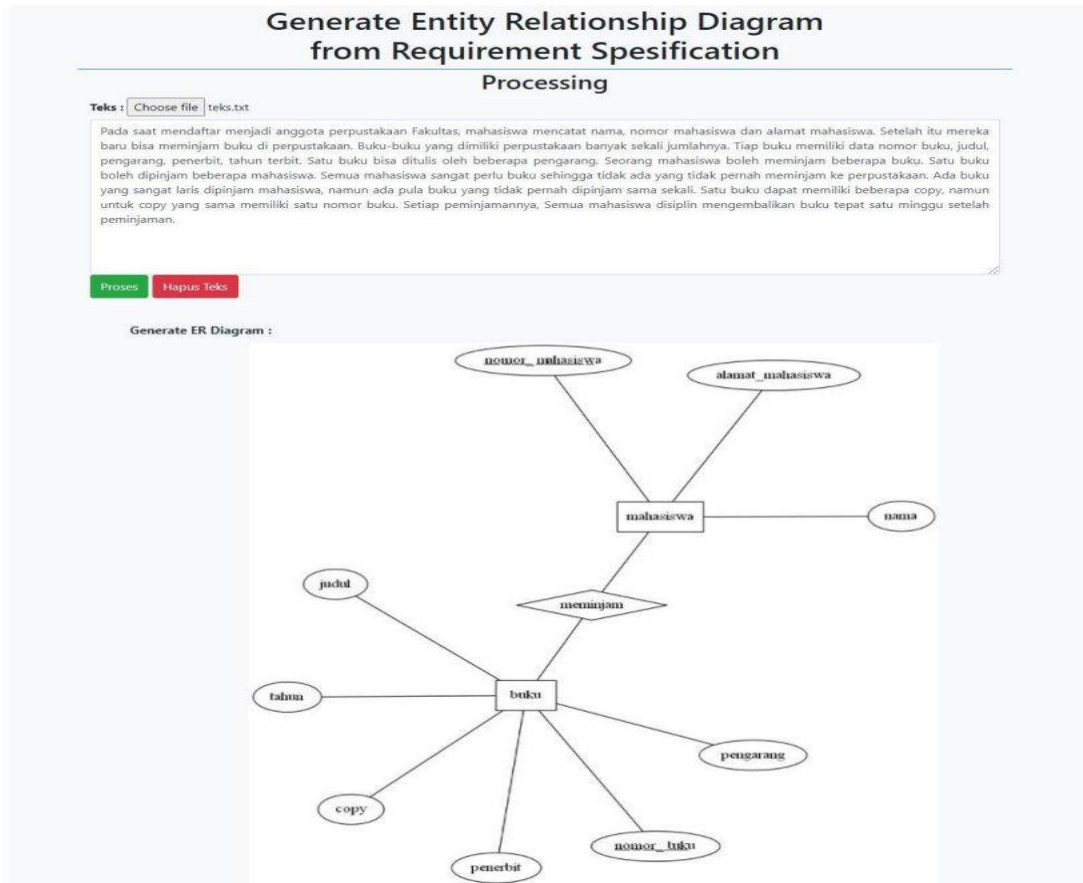 Generate Entity Relationship Diagram
from Requirement Spesification
Processing
Teks : Choose file teks.txt
Pada saat mendaftar menjadi anggota perpustakaan Fakultas, mahasiswa mencatat nama, nomor mahasiswa dan alamat mahasiswa. Setelah itu mereka
baru bisa meminjam buku di perpustakaan. Buku-buku yang dimiliki perpustakaan banyak sekali jumlahnya. Tiap buku memiliki data nomor buku, judul,
pengarang, penerbit, tahun terbit. Satu buku bisa ditulis oleh beberapa pengarang. Seorang mahasiswa boleh meminjam beberapa buku. Satu buku
boleh dipinjam beberapa mahasiswa. Semua mahasiswa sangat perlu buku sehingga tidak ada yang tidak pernah meminjam ke perpustakaan. Ada buku
yang sangat laris dipinjam mahasiswa, namun ada pula buku yang tidak pernah dipinjam sama sekali. Satu buku dapat memiliki beberapa copy, namun
untuk copy yang sama memiliki satu nomor buku. Setiap peminjamannya, Semua mahasiswa disiplin mengembalikan buku tepat satu minggu setelah
peminjaman.
Proses Hapus Teks
Generate ER Diagram :
nomor_mahasiswa
alamat_mahasiswa
mahasiswa
nama
judul
meminjam
tahun
buku
pengarang
copy
nomor_buku
penerbit